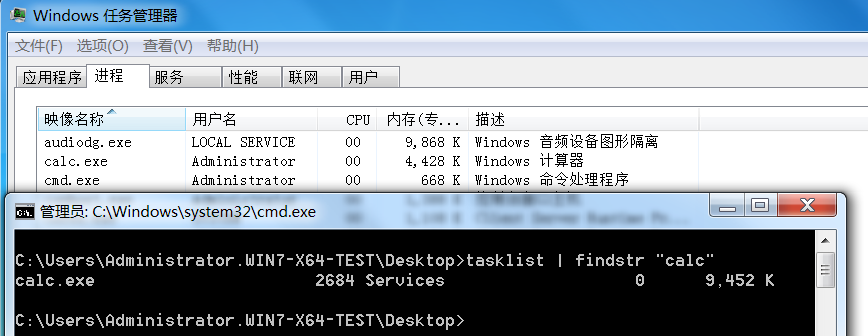 Windows 任务管理器
文件(F) 选项(O) 查看(V) 帮助(H)
应用程序 进程 服务 性能 联网 用户
映像名称 用户名 CPU 内存(专... 描述
audiodg.exe LOCAL SERVICE 00 9,868 K Windows 音频设备图形隔离
calc.exe Administrator 00 4,428 K Windows 计算器
cmd.exe Administrator 00 668 K Windows 命令处理程序
管理员: C:\Windows\system32\cmd.exe
C:\Users\Administrator.WIN7-X64-TEST\Desktop>tasklist | findstr "calc"
calc.exe 2684 Services 0 9,452 K
C:\Users\Administrator.WIN7-X64-TEST\Desktop>